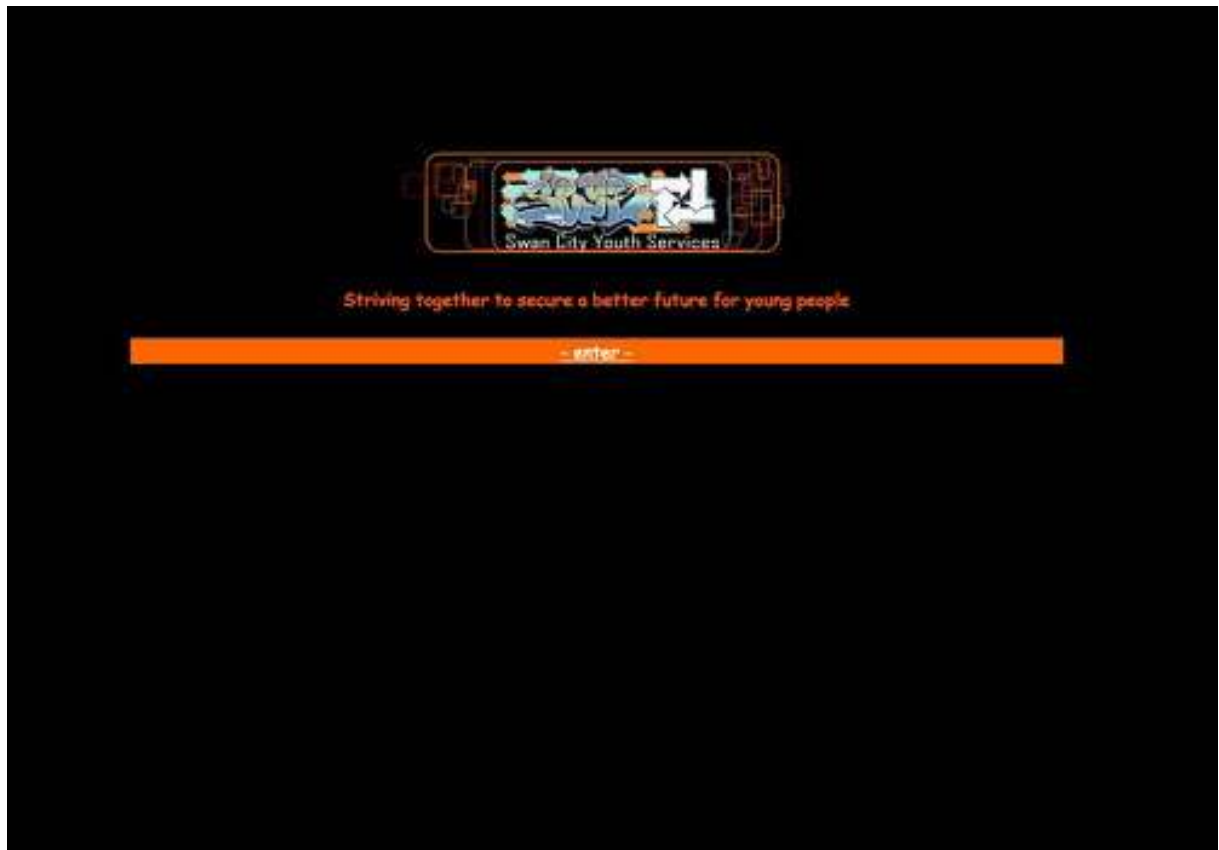 Swan City Youth Services
Striving together to secure a better future for young people
- enter -